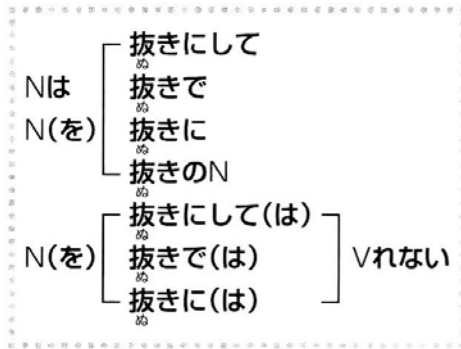 抜きにして
ぬ
Nは 抜きで
ぬ
N(を) 抜きに
ぬ
抜きのN
ぬ
抜きにして(は)
ぬ
N(を) 抜きで(は) Vれない
ぬ
抜きに(は)
ぬ